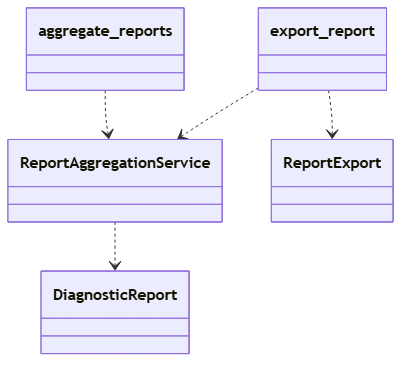 aggregate_reports
export_report
ReportAggregationService
ReportExport
DiagnosticReport